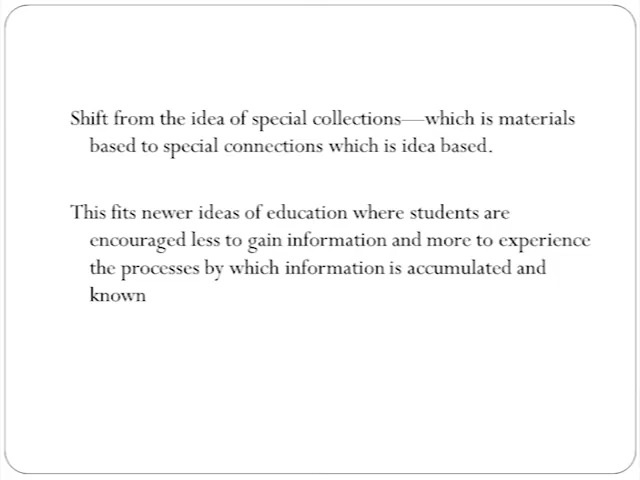 Shift from the idea of special collections—which is materials
based to special connections which is idea based.
This fits newer ideas of education where students are
encouraged less to gain information and more to experience
the processes by which information is accumulated and
known